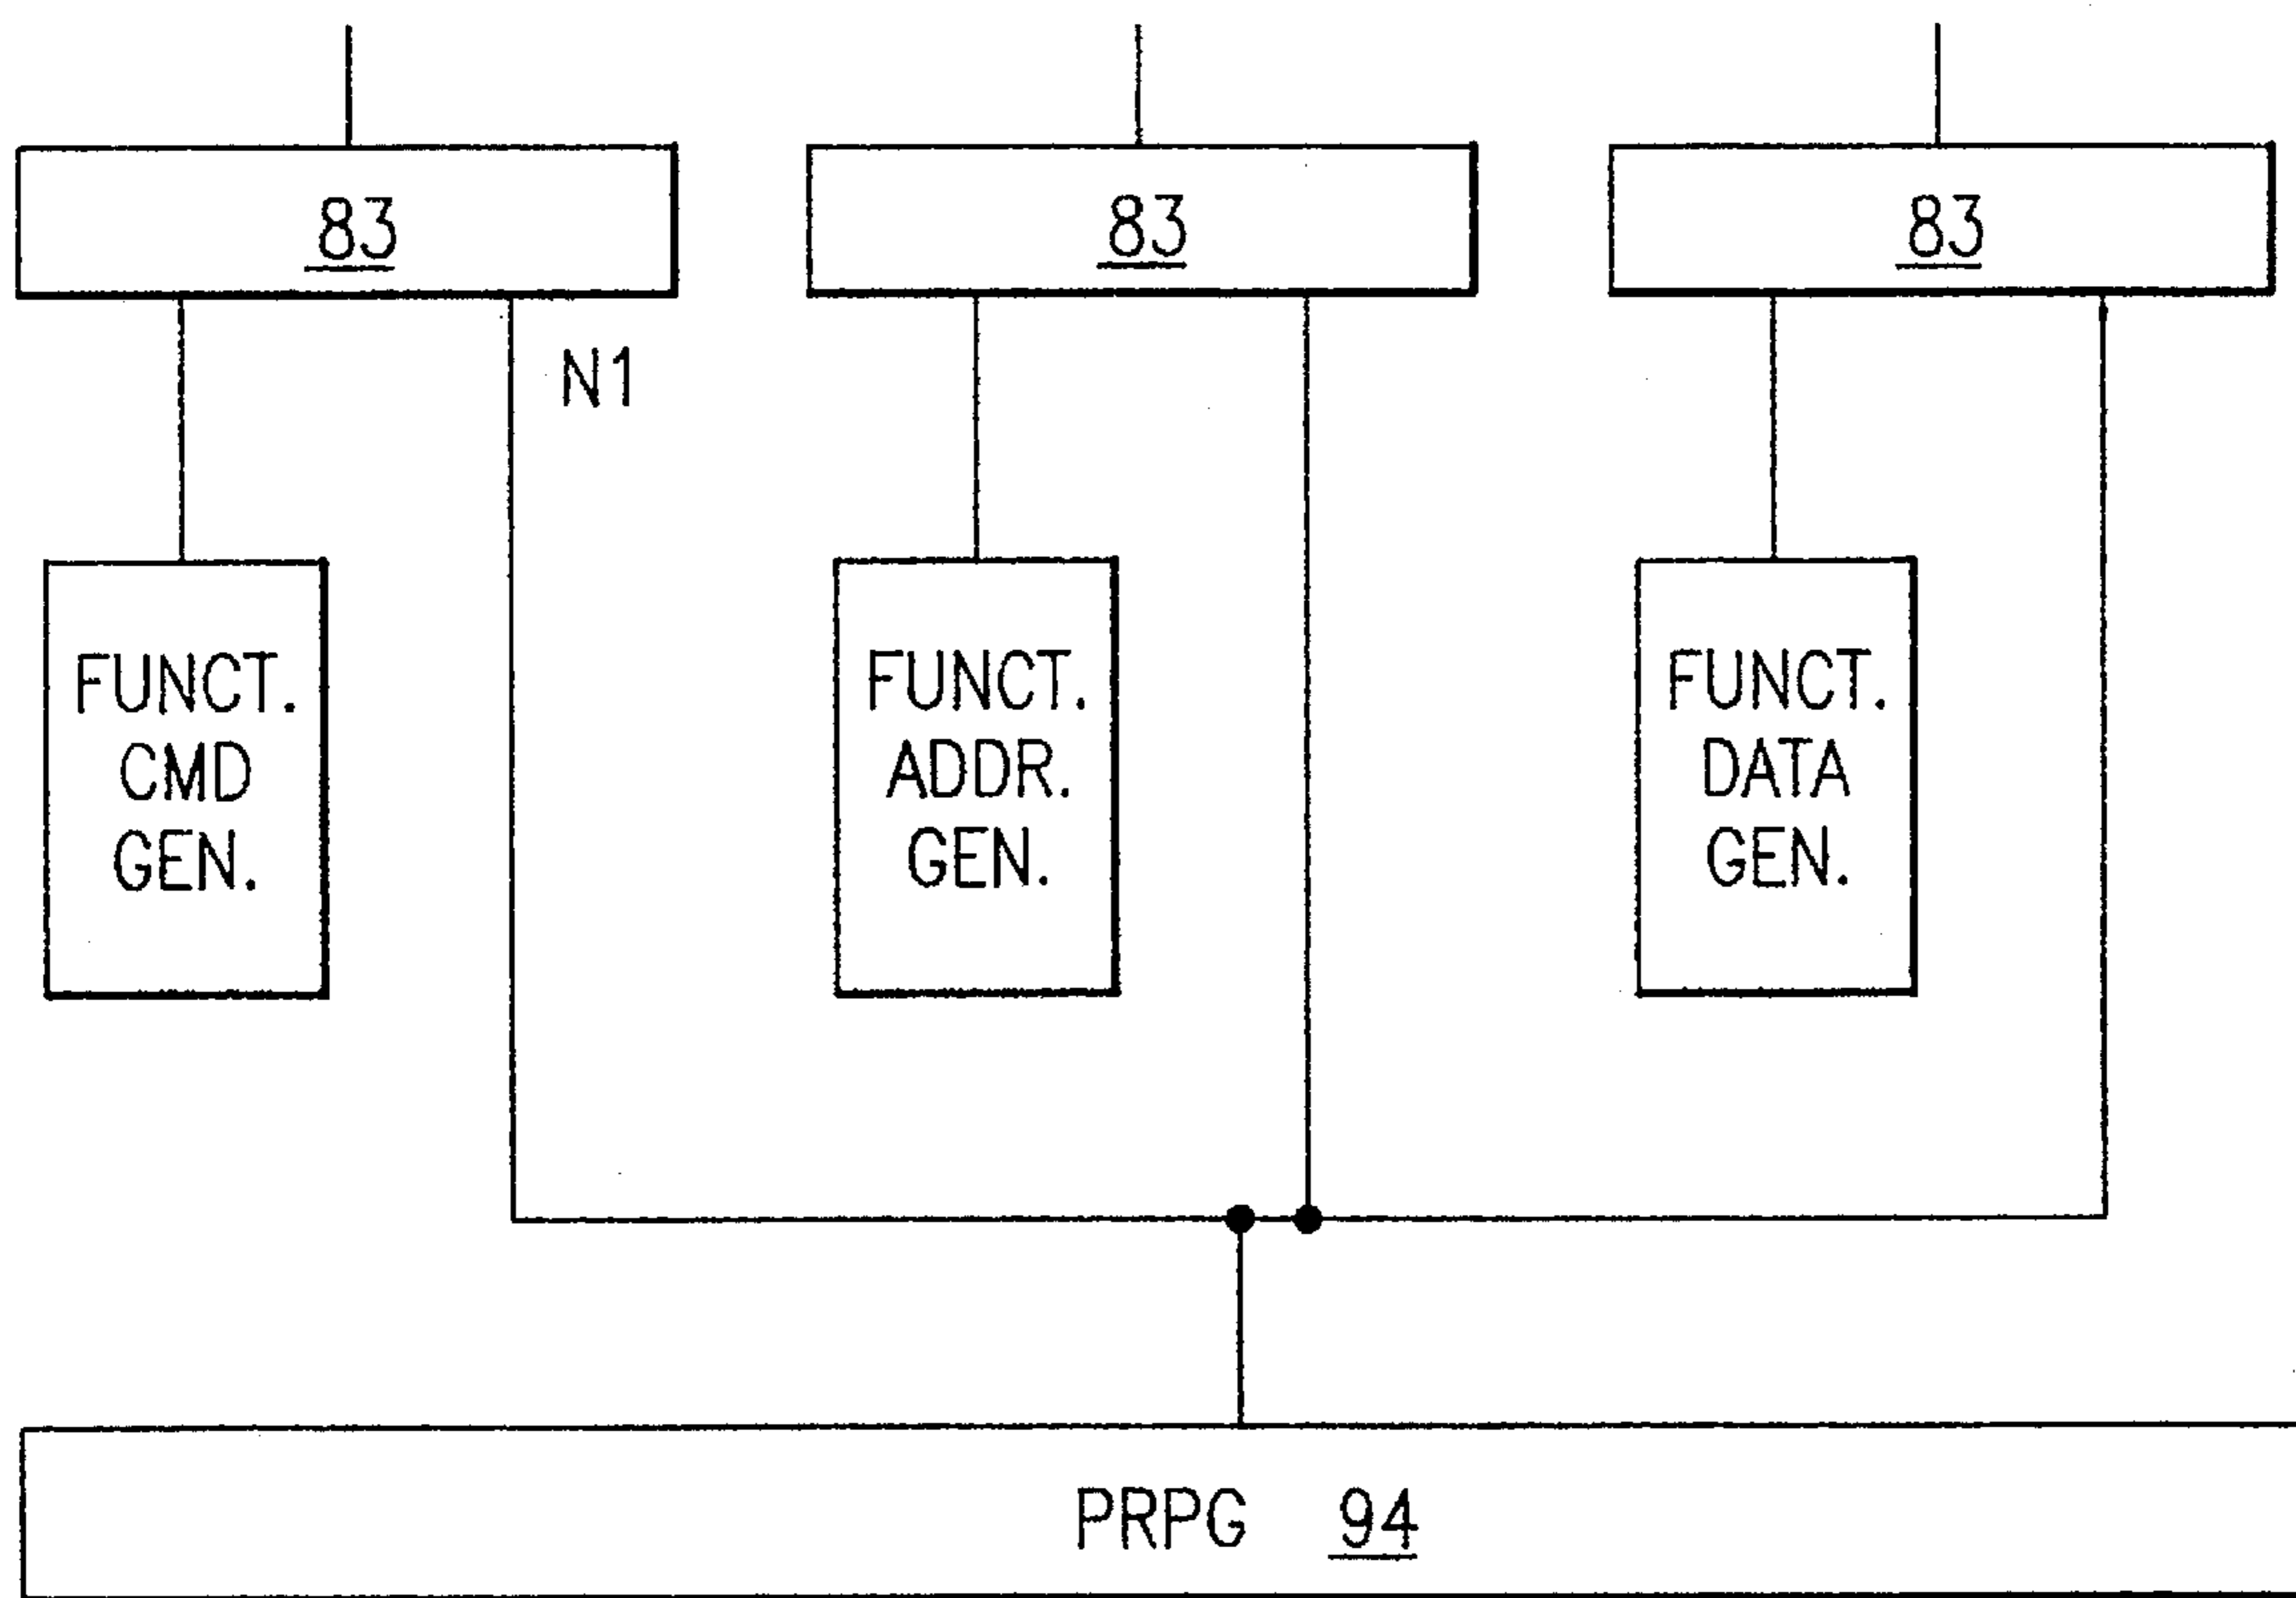 83
83
83
N1
FUNCT.
CMD
GEN.
FUNCT.
ADDR.
GEN.
FUNCT.
DATA
GEN.
PRPG 94